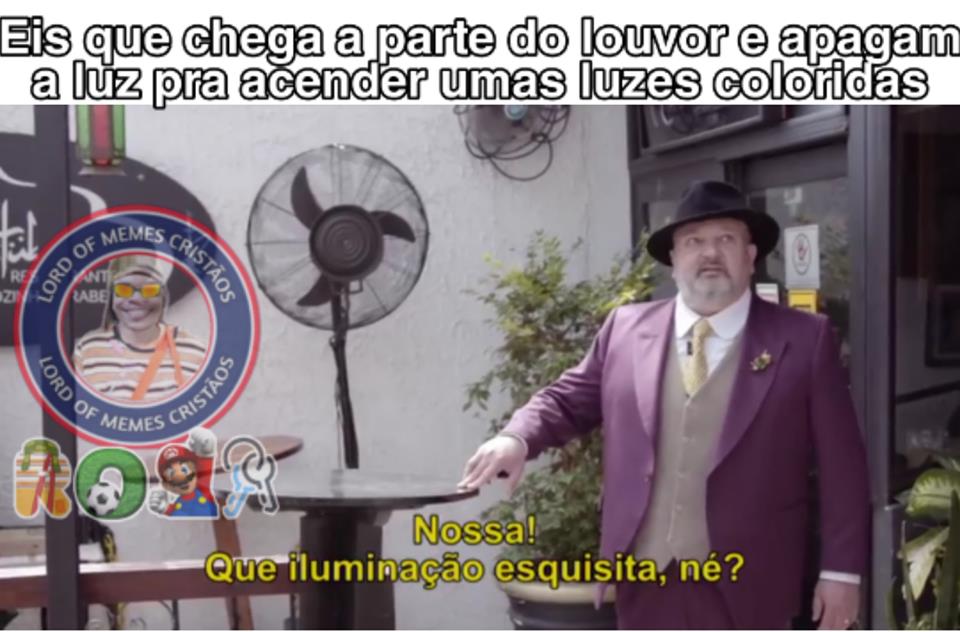 Eis que chega a parte do louvor e apagam
a luz pra acender umas luzes coloridas
LORD OF MEMES CRISTÃOS
LORD OF MEMES CRISTÃOS
Nossa!
Que iluminação esquisita, né?